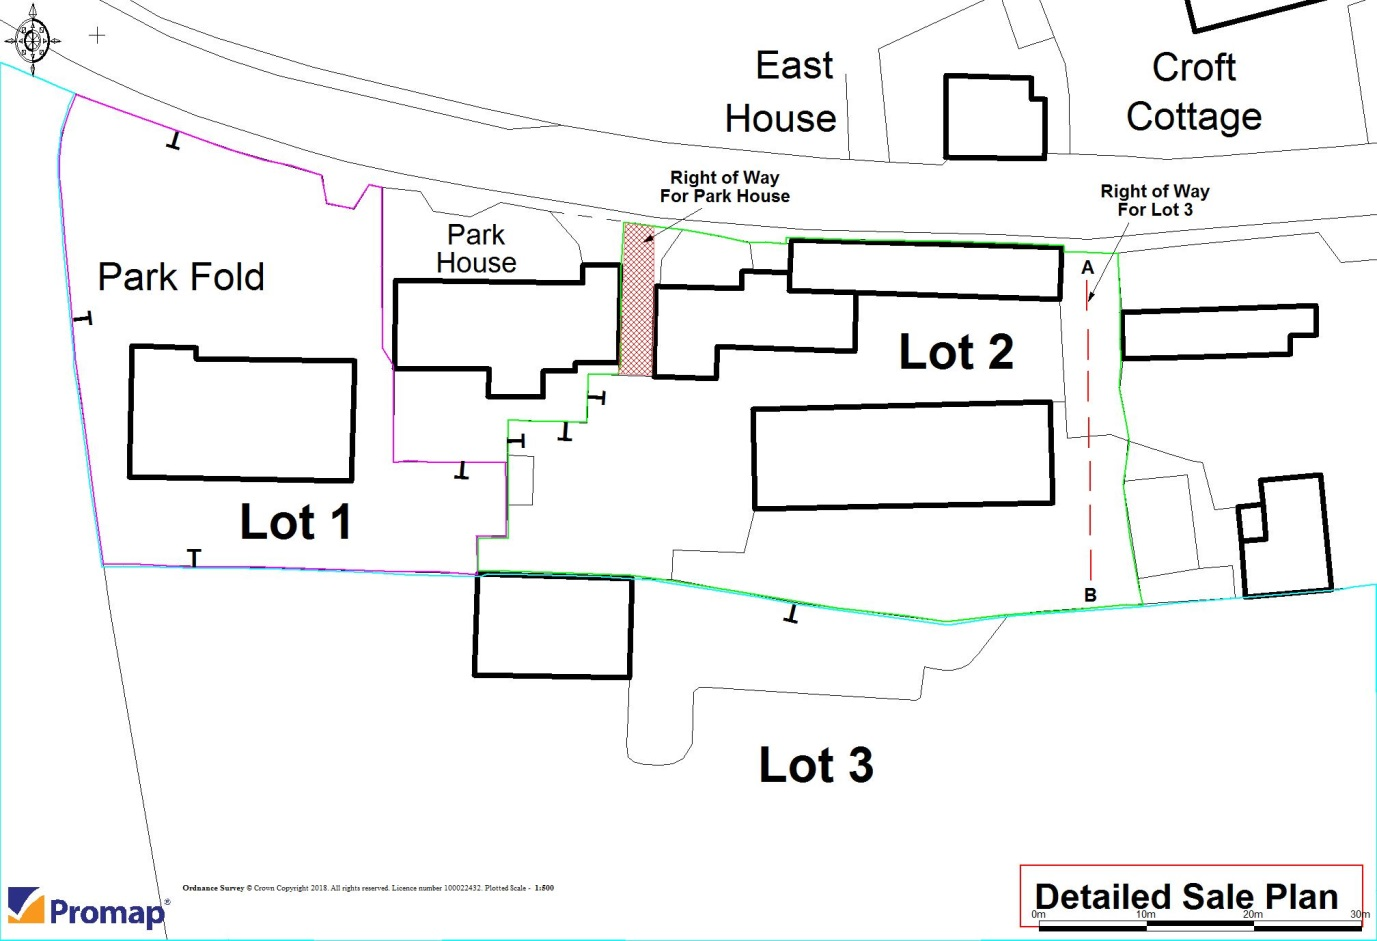 East
House
Croft
Cottage
Right of Way
For Park House
Right of Way
For Lot 3
Park
House
Park Fold
A
Lot 2
Lot 1
B
Lot 3
Ordnance Survey © Crown Copyright 2018. All rights reserved. Licence number 100022432. Plotted Scale - 1:500
Promap®
Detailed Sale Plan
0m 10m 20m 30m